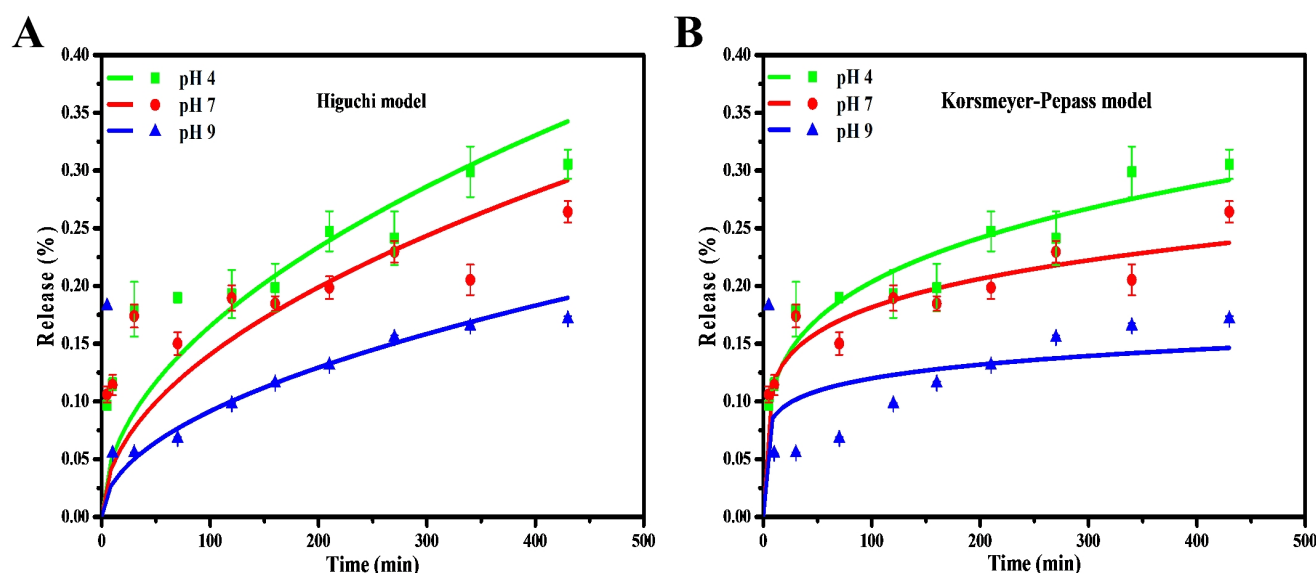 A
0.40
0.35
0.30
0.25
0.20
0.15
0.10
0.05
0.00
Release (%)
pH 4
pH 7
pH 9
Higuchi model
0
100
200
300
400
500
Time (min)
B
0.40
0.35
0.30
0.25
0.20
0.15
0.10
0.05
0.00
Release (%)
pH 4
pH 7
pH 9
Korsmeyer-Pepass model
0
100
200
300
400
500
Time (min)